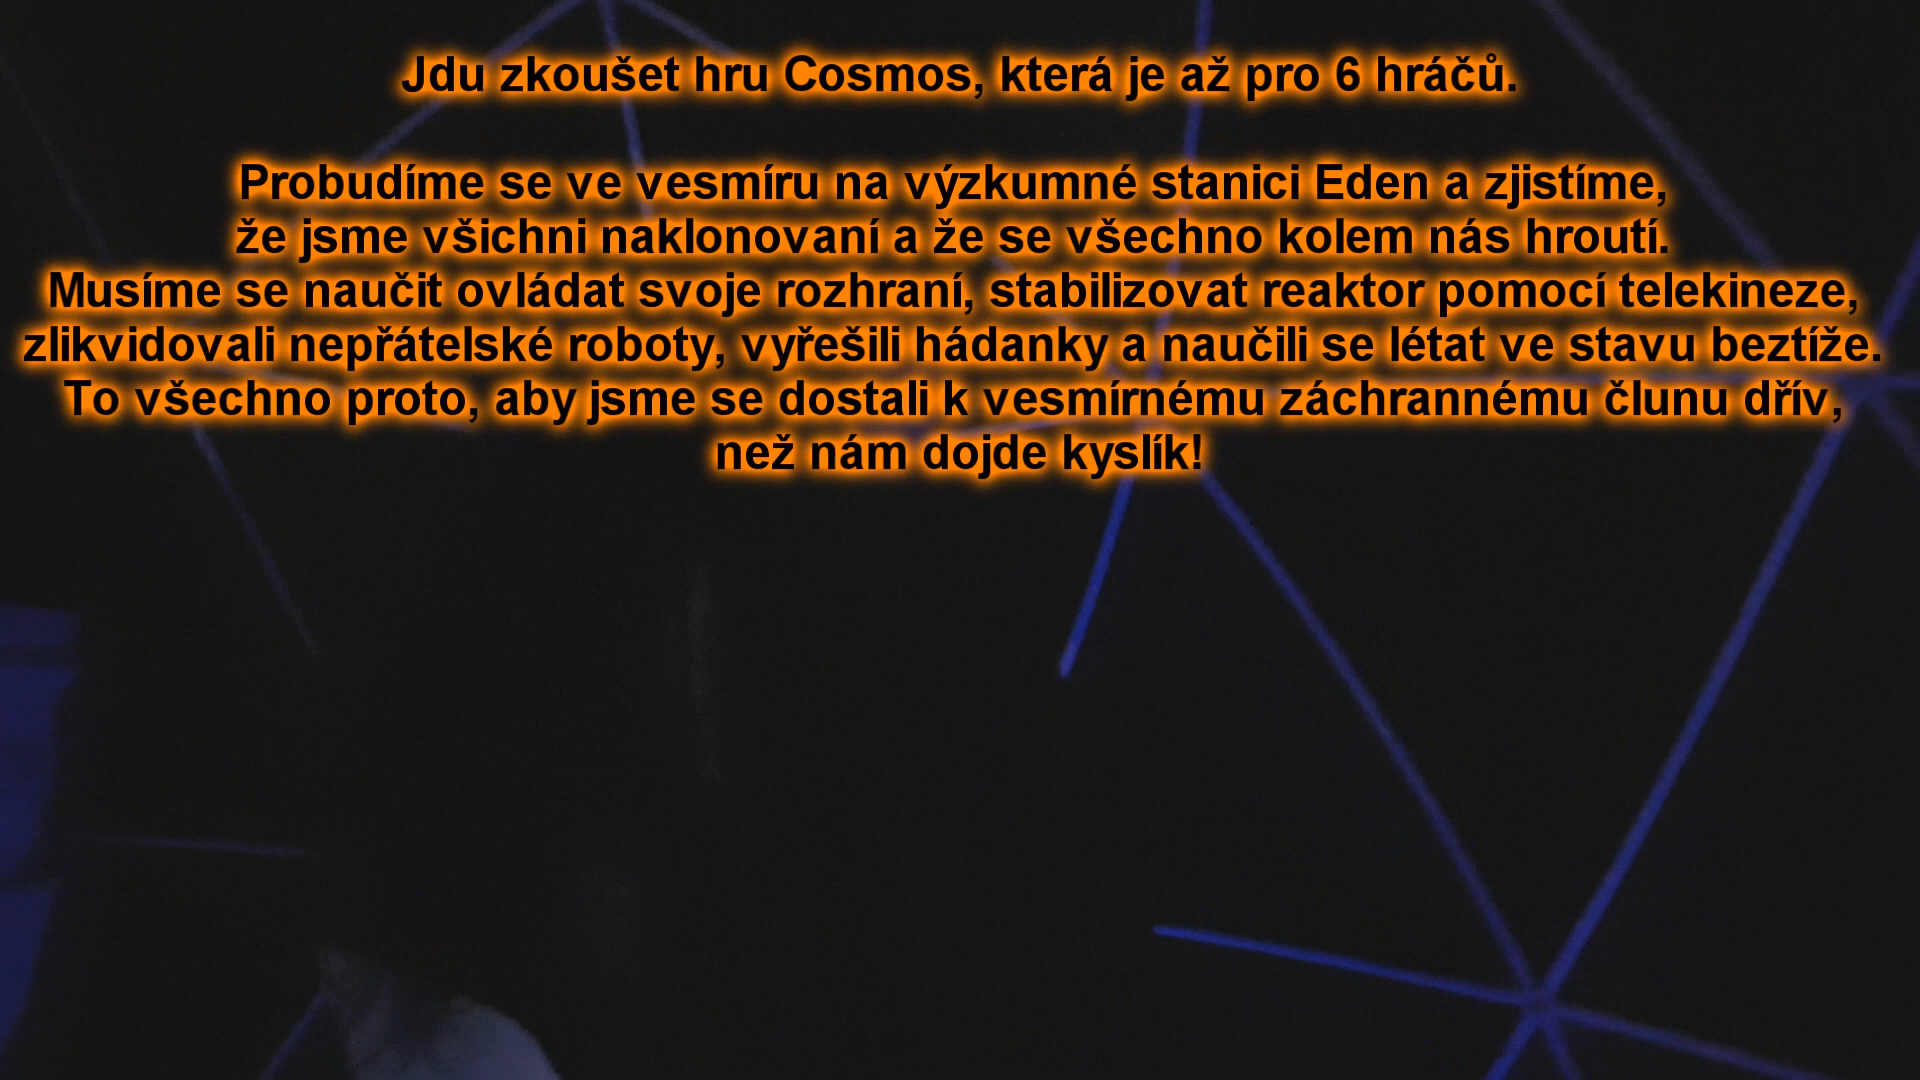 Jdu zkoušet hru Cosmos, která je až pro 6 hráčů.
Probudíme se ve vesmíru na výzkumné stanici Eden a zjistíme,
že jsme všichni naklonovaní a že se všechno kolem nás hroutí.
Musíme se naučit ovládat svoje rozhraní, stabilizovat reaktor pomocí telekineze,
zlikvidovali nepřátelské roboty, vyřešili hádanky a naučili se létat ve stavu beztíže.
To všechno proto, aby jsme se dostali k vesmírnému záchrannému člunu dřív,
než nám dojde kyslík!